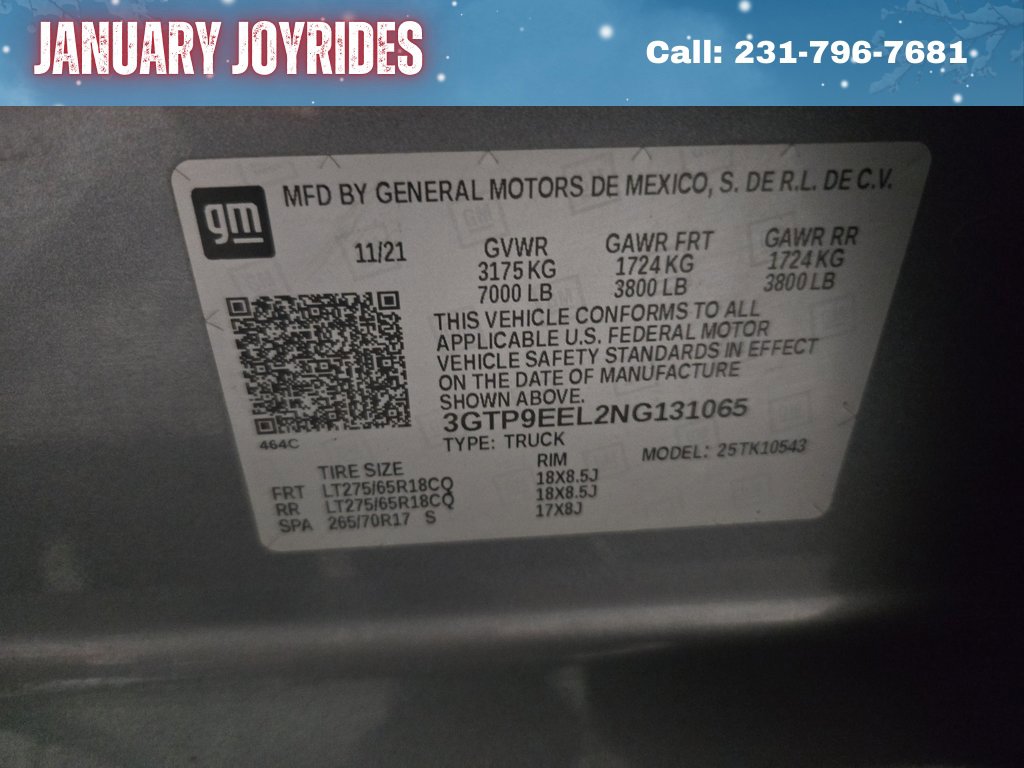 JANUARY JOYRIDES
Call: 231-796-7681
gm
MFD BY GENERAL MOTORS DE MEXICO, S. DE R.L. DE C.V.
11/21
GVWR GAWR FRT GAWR RR
3175 KG 1724 KG 1724 KG
7000 LB 3800 LB 3800 LB
THIS VEHICLE CONFORMS TO ALL
APPLICABLE U.S. FEDERAL MOTOR
VEHICLE SAFETY STANDARDS IN EFFECT
ON THE DATE OF MANUFACTURE
SHOWN ABOVE.
3GTP9EEL2NG131065
464C
TYPE: TRUCK
MODEL: 25TK10543
TIRE SIZE RIM
FRT LT275/65R18CQ 18X8.5J
RR LT275/65R18CQ 18X8.5J
SPA 265/70R17 S 17X8J